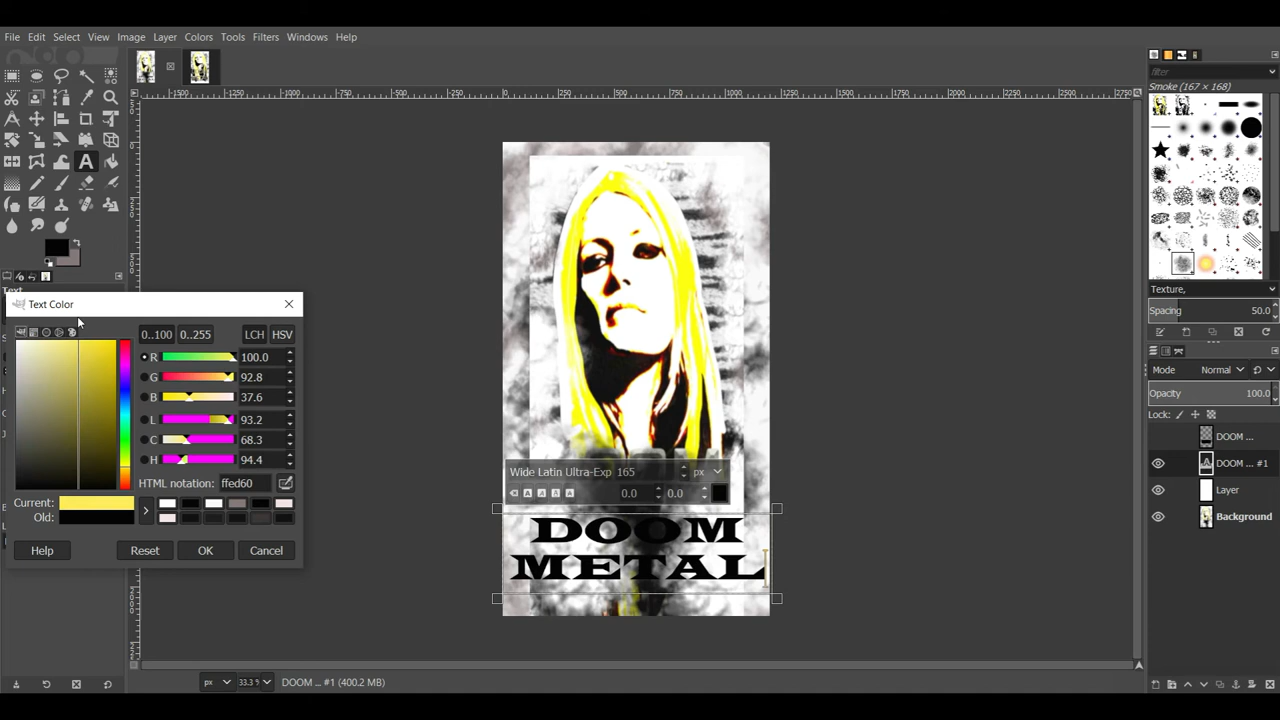 File Edit Select View Image Layer Colors Tools Filters Windows Help
filter
Smoke (167 × 168)
Text
Text Color
0..100 0..255 LCH HSV
R 100.0
G 92.8
B 37.6
L 93.2
C 68.3
H 94.4
HTML notation: ffed60
Current:
Old:
Help Reset OK Cancel
Wide Latin Ultra-Exp 165 px
0.0 0.0
DOOM
METAL
Texture,
Spacing 50.0
Mode Normal
Opacity 100.0
Lock:
DOOM ...
DOOM ... #1
Layer
Background
px 33.3 DOOM ... #1 (400.2 MB)